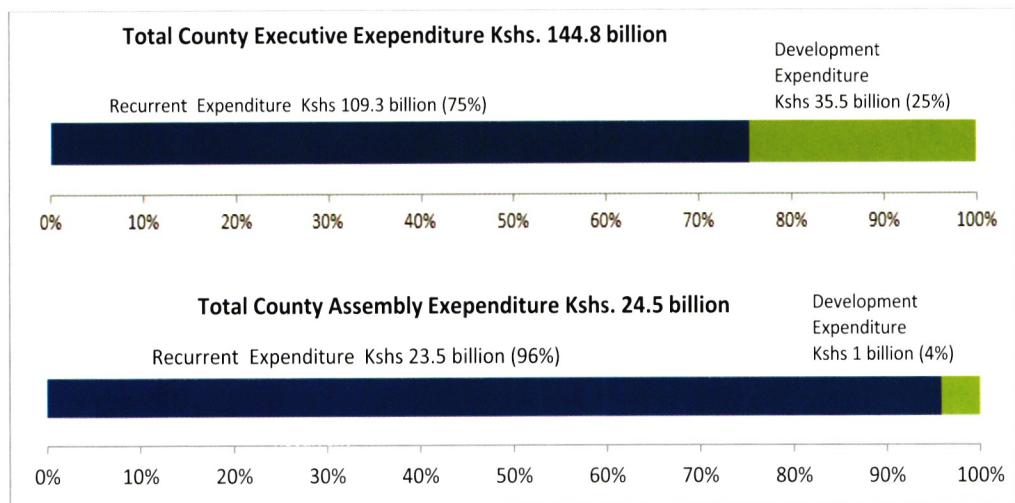 Total County Executive Exependiture Kshs. 144.8 billion
Development
Expenditure
Kshs 35.5 billion (25%)
Recurrent Expenditure Kshs 109.3 billion (75%)
0% 10% 20% 30% 40% 50% 60% 70% 80% 90% 100%
Total County Assembly Exependiture Kshs. 24.5 billion
Development
Expenditure
Kshs 1 billion (4%)
Recurrent Expenditure Kshs 23.5 billion (96%)
0% 10% 20% 30% 40% 50% 60% 70% 80% 90% 100%